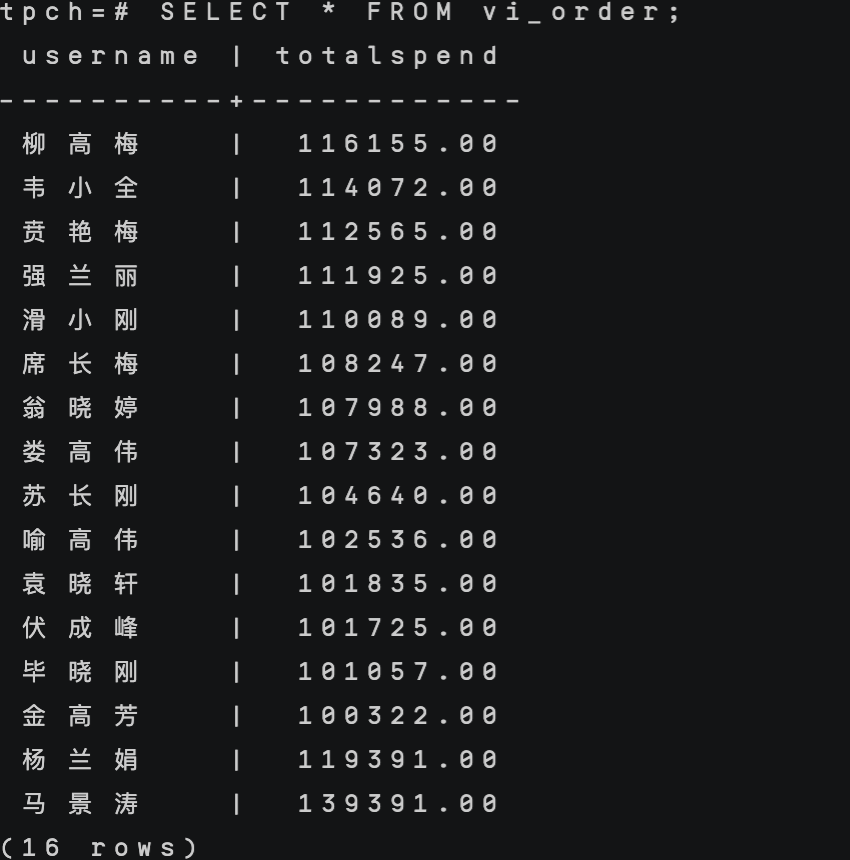 tpch=# SELECT * FROM vi_order;
username | totalspend
----------+------------
柳高梅 | 116155.00
韦小全 | 114072.00
贲艳梅 | 112565.00
强兰丽 | 111925.00
滑小刚 | 110089.00
席长梅 | 108247.00
翁晓婷 | 107988.00
娄高伟 | 107323.00
苏长刚 | 104640.00
喻高伟 | 102536.00
袁晓轩 | 101835.00
伏成峰 | 101725.00
毕晓刚 | 101057.00
金高芳 | 100322.00
杨兰娟 | 119391.00
马景涛 | 139391.00
(16 rows)